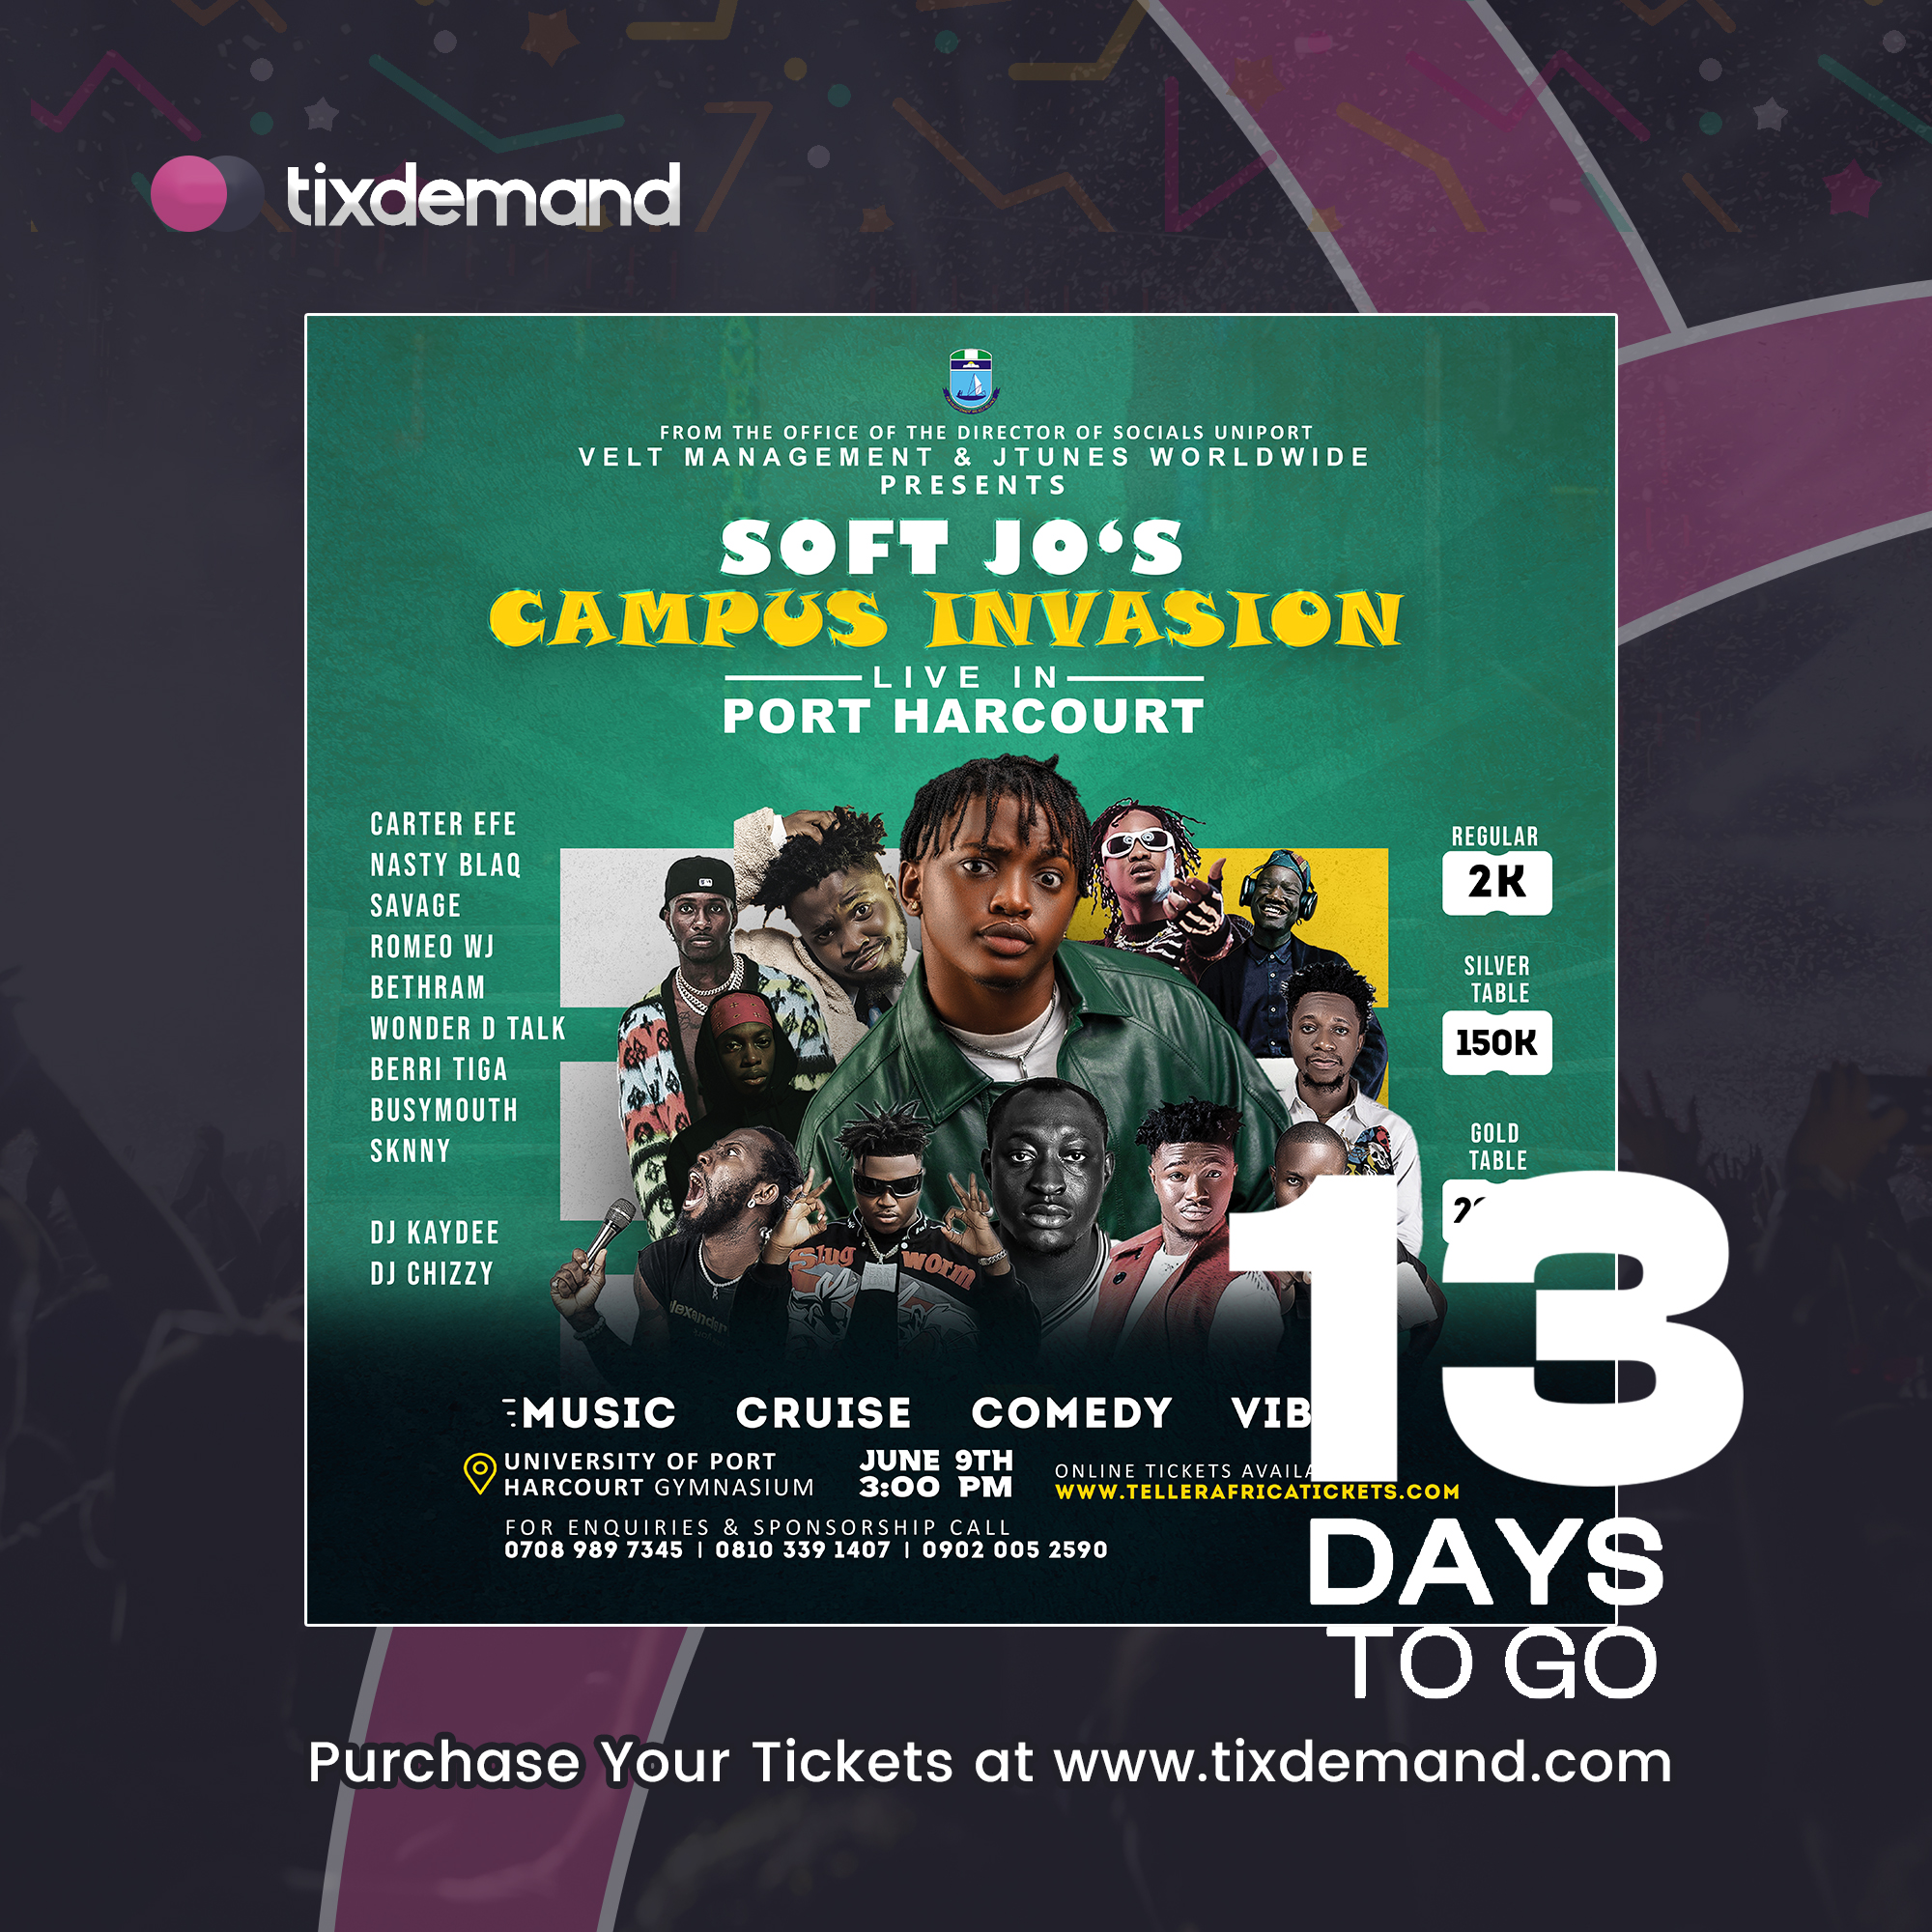 tixdemand
FROM THE OFFICE OF THE DIRECTOR OF SOCIALS UNIPORT
VELT MANAGEMENT & JTUNES WORLDWIDE
PRESENTS
SOFT JO‘S
CAMPUS INVASION
LIVE IN
PORT HARCOURT
CARTER EFE
NASTY BLAQ
SAVAGE
ROMEO WJ
BETHRAM
WONDER D TALK
BERRI TIGA
BUSYMOUTH
SKNNY
DJ KAYDEE
DJ CHIZZY
REGULAR
2K
SILVER
TABLE
150K
GOLD
TABLE
Slug worm
MUSIC CRUISE COMEDY
UNIVERSITY OF PORT
HARCOURT GYMNASIUM
JUNE 9TH
3:00 PM
ONLINE TICKETS
WWW.TELLERAFRICATICKETS.COM
FOR ENQUIRIES & SPONSORSHIP CALL
0708 989 7345 | 0810 339 1407 | 0902 005 2590
13
DAYS
TO GO
Purchase Your Tickets at www.tixdemand.com